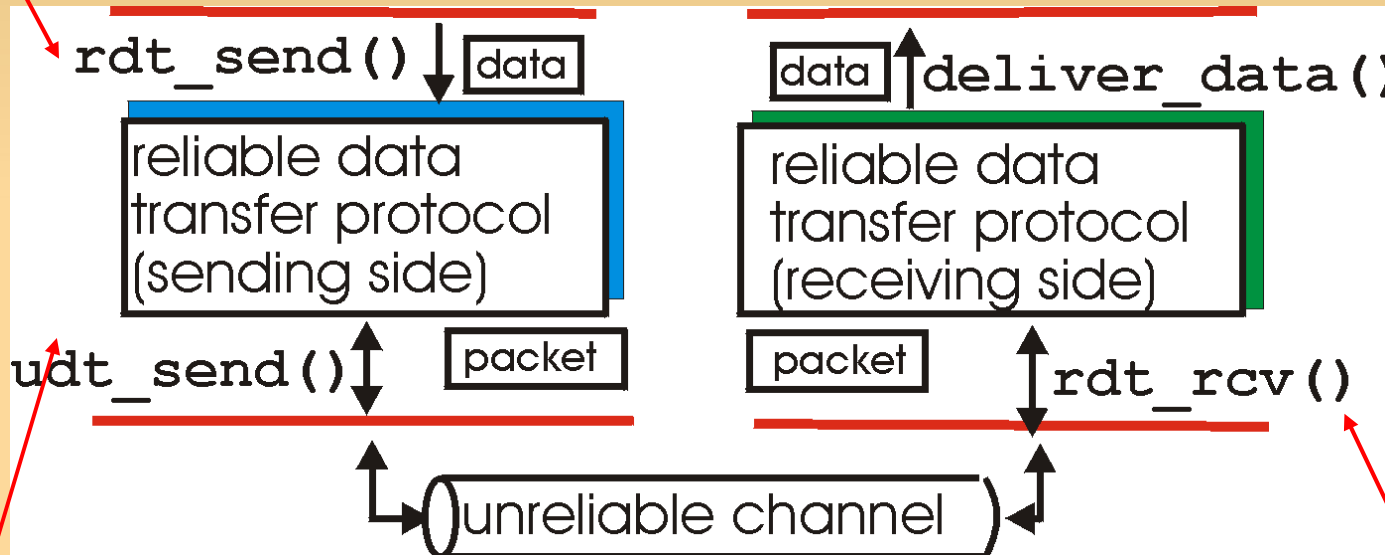 rdt_send()
data
data
deliver_data()
reliable data
transfer protocol
(sending side)
reliable data
transfer protocol
(receiving side)
udt_send()
packet
packet
rdt_rcv()
unreliable channel